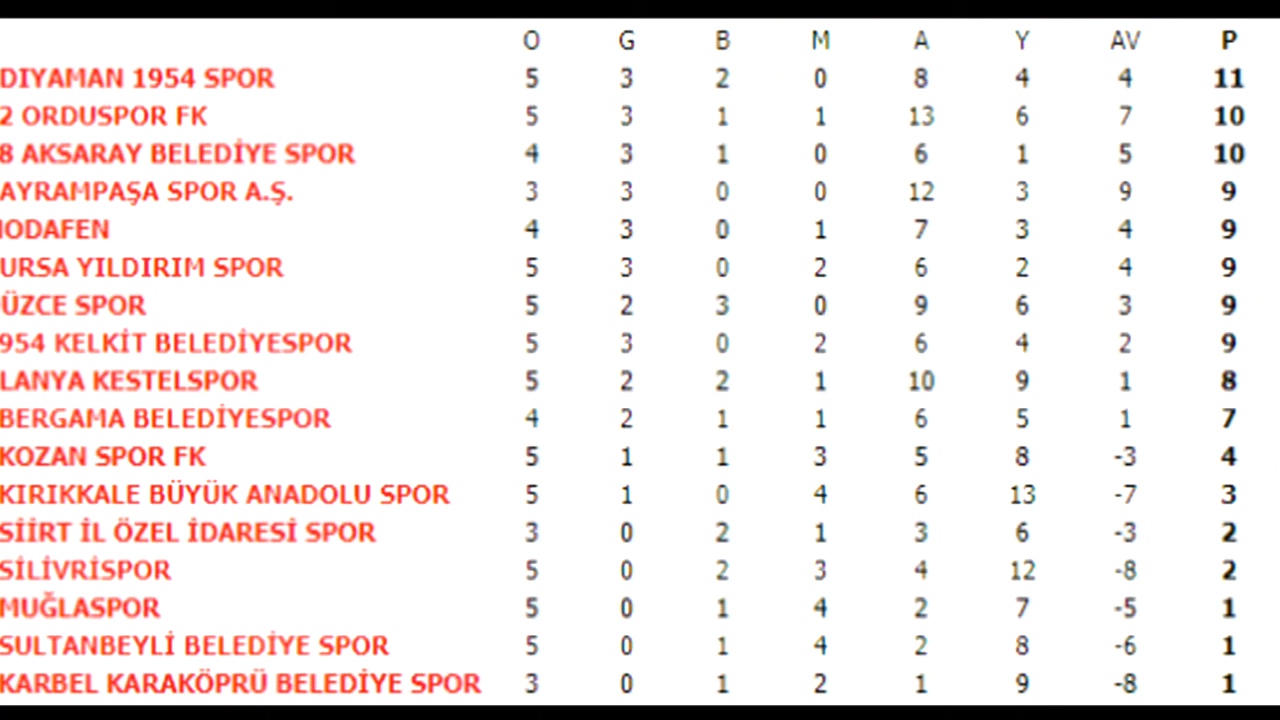 O G B M A Y AV P
DIYAMAN 1954 SPOR 5 3 2 0 8 4 4 11
2 ORDUSPOR FK 5 3 1 1 13 6 7 10
8 AKSARAY BELEDİYE SPOR 4 3 1 0 6 1 5 10
AYRAMPAŞA SPOR A.Ş. 3 3 0 0 12 3 9 9
ODAFEN 4 3 0 1 7 3 4 9
URSA YILDIRIM SPOR 5 3 0 2 6 2 4 9
ÜZCE SPOR 5 2 3 0 9 6 3 9
954 KELKİT BELEDİYESPOR 5 3 0 2 6 4 2 9
LANYA KESTELSPOR 5 2 2 1 10 9 1 8
BERGAMA BELEDİYESPOR 4 2 1 1 6 5 1 7
KOZAN SPOR FK 5 1 1 3 5 8 -3 4
KIRIKKALE BÜYÜK ANADOLU SPOR 5 1 0 4 6 13 -7 3
SİİRT İL ÖZEL İDARESİ SPOR 3 0 2 1 3 6 -3 2
SİLİVRİSPOR 5 0 2 3 4 12 -8 2
MUĞLASPOR 5 0 1 4 2 7 -5 1
SULTANBEYLİ BELEDİYE SPOR 5 0 1 4 2 8 -6 1
KARBEL KARAKÖPRÜ BELEDİYE SPOR 3 0 1 2 1 9 -8 1